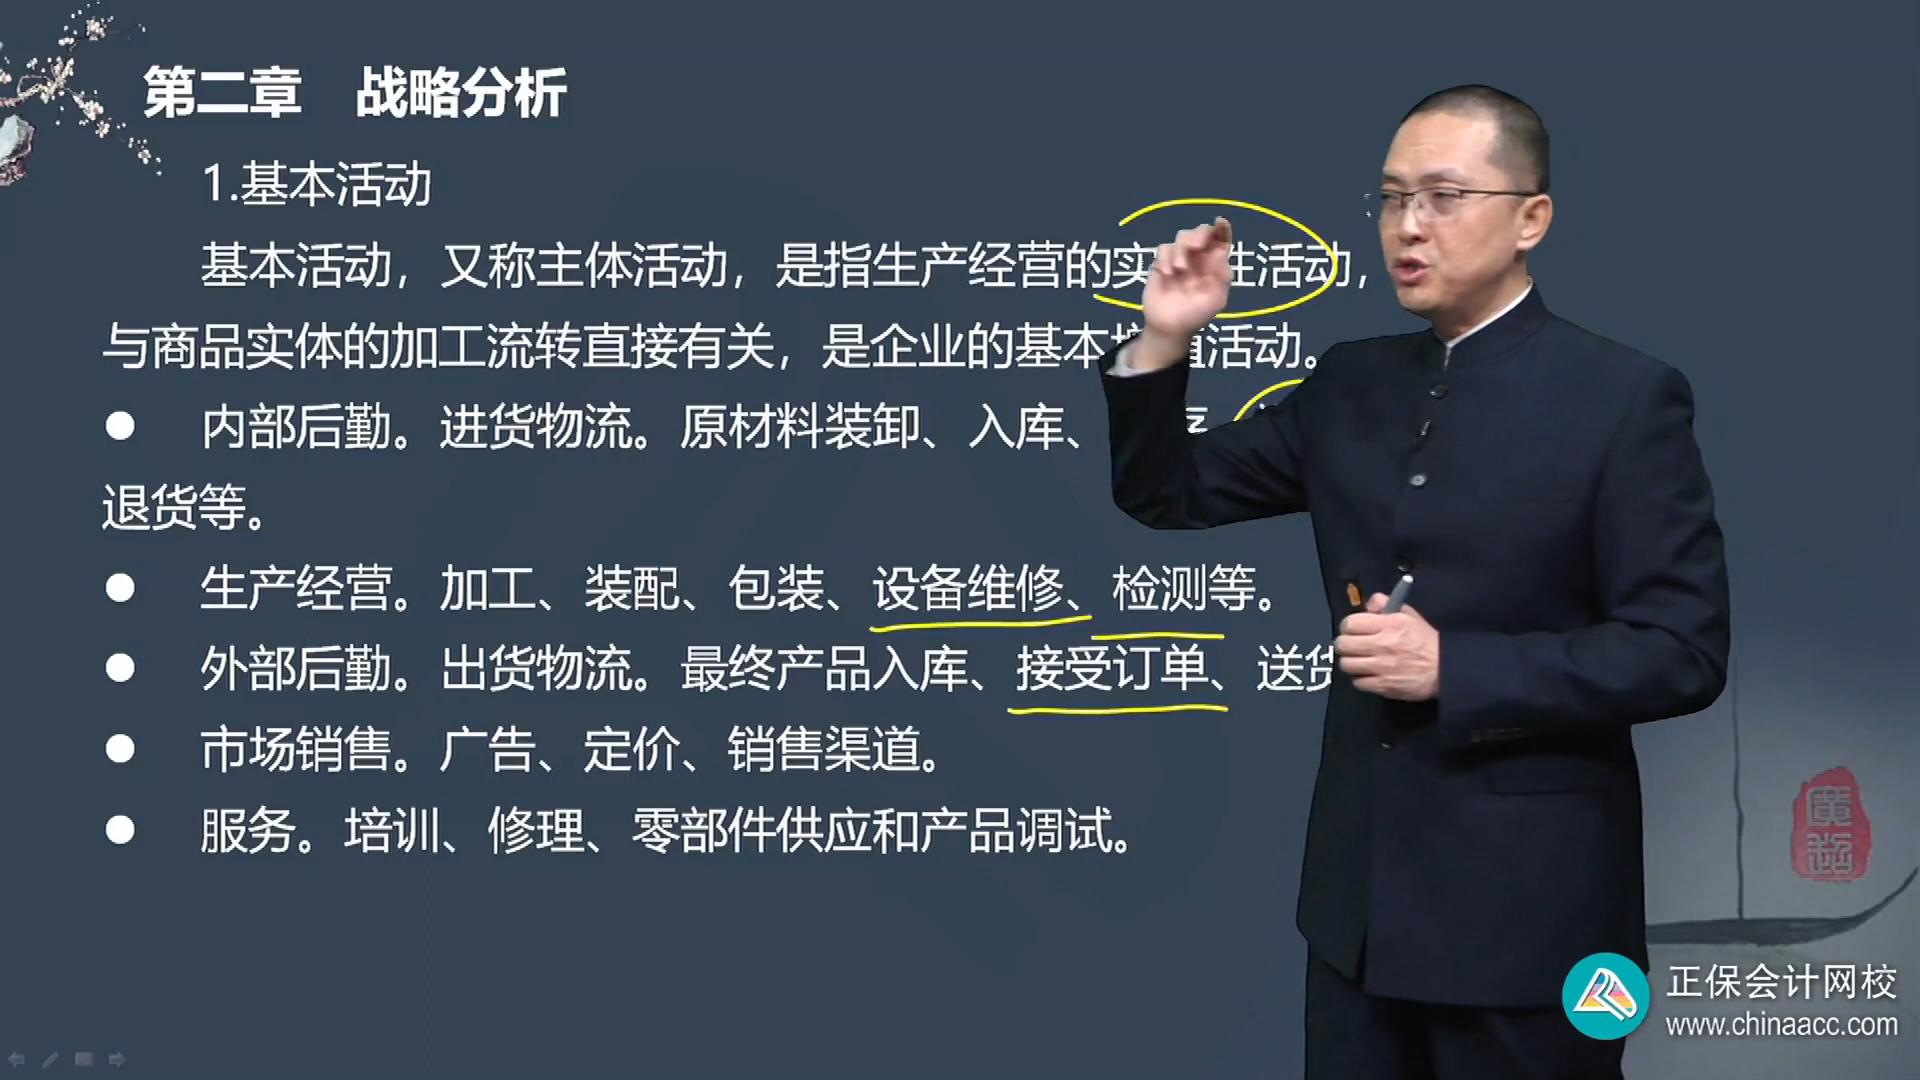 第二章 战略分析
1.基本活动
基本活动，又称主体活动，是指生产经营的实 性活动，
与商品实体的加工流转直接有关，是企业的基本 值活动。
● 内部后勤。进货物流。原材料装卸、入库、
退货等。
● 生产经营。加工、装配、包装、设备维修、检测等。
● 外部后勤。出货物流。最终产品入库、接受订单、送货
● 市场销售。广告、定价、销售渠道。
● 服务。培训、修理、零部件供应和产品调试。
正保会计网校
www.chinaacc.com